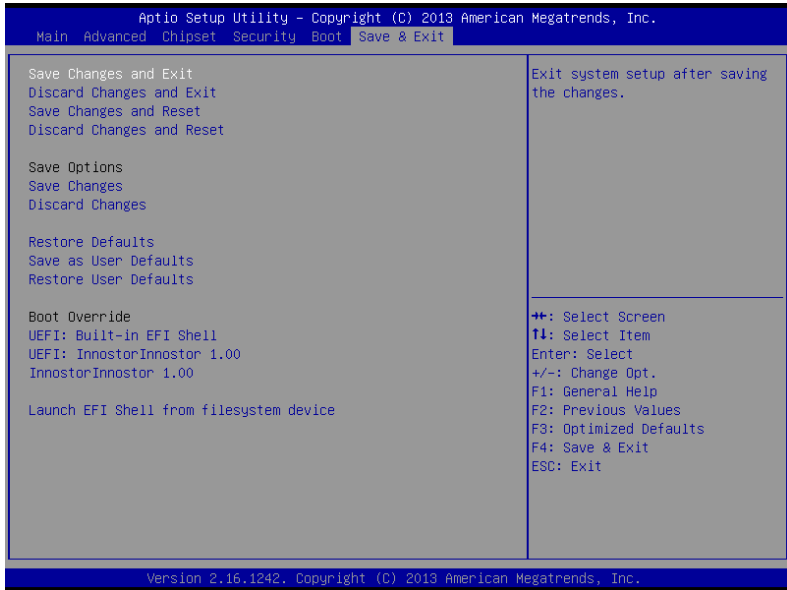 Aptio Setup Utility – Copyright (C) 2013 American Megatrends, Inc.
Main Advanced Chipset Security Boot Save & Exit
Save Changes and Exit
Discard Changes and Exit
Save Changes and Reset
Discard Changes and Reset
Save Options
Save Changes
Discard Changes
Restore Defaults
Save as User Defaults
Restore User Defaults
Boot Override
UEFI: Built-in EFI Shell
UEFI: InnostorInnostor 1.00
InnostorInnostor 1.00
Launch EFI Shell from filesystem device
Exit system setup after saving
the changes.
→←: Select Screen
↑↓: Select Item
Enter: Select
+/-: Change Opt.
F1: General Help
F2: Previous Values
F3: Optimized Defaults
F4: Save & Exit
ESC: Exit
Version 2.16.1242. Copyright (C) 2013 American Megatrends, Inc.